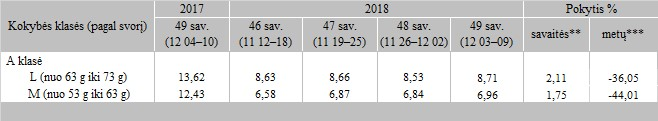 Kokybės klasės (pagal svorį) 2017 2018 Pokytis %
49 sav. (12 04–10) 46 sav. (11 12–18) 47 sav. (11 19–25) 48 sav. (11 26–12 02) 49 sav. (12 03–09) savaitės** metų***
A klasė
L (nuo 63 g iki 73 g) 13,62 8,63 8,66 8,53 8,71 2,11 -36,05
M (nuo 53 g iki 63 g) 12,43 6,58 6,87 6,84 6,96 1,75 -44,01